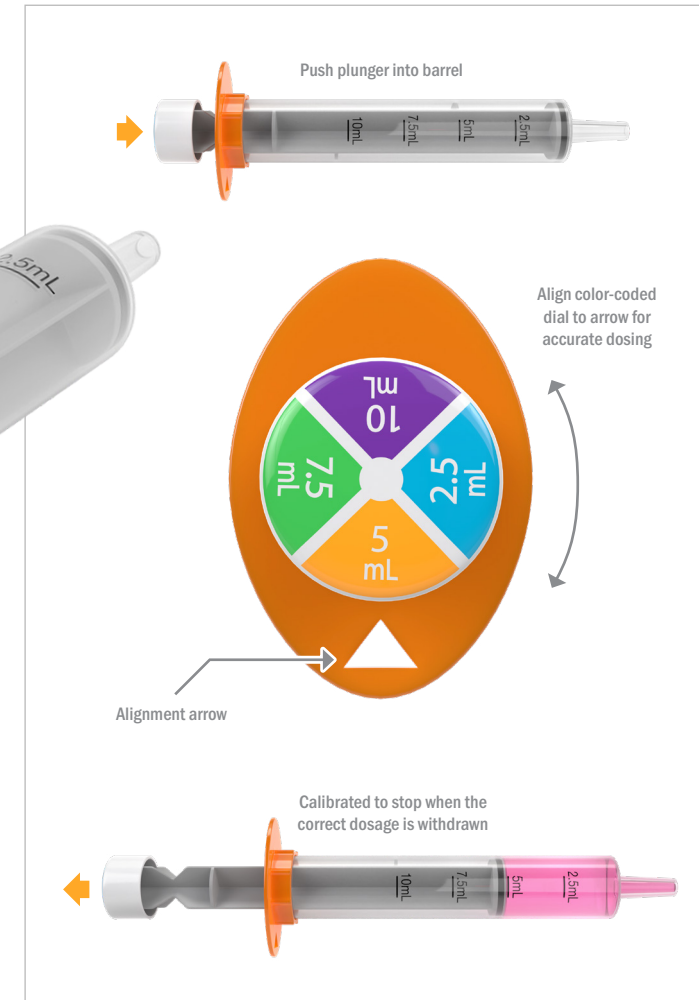 Push plunger into barrel
10mL
7.5mL
5mL
2.5mL
2.5mL
Align color-coded
dial to arrow for
accurate dosing
10
mL
7.5
mL
2.5
mL
5
mL
Alignment arrow
Calibrated to stop when the
correct dosage is withdrawn
10mL
7.5mL
5mL
2.5mL